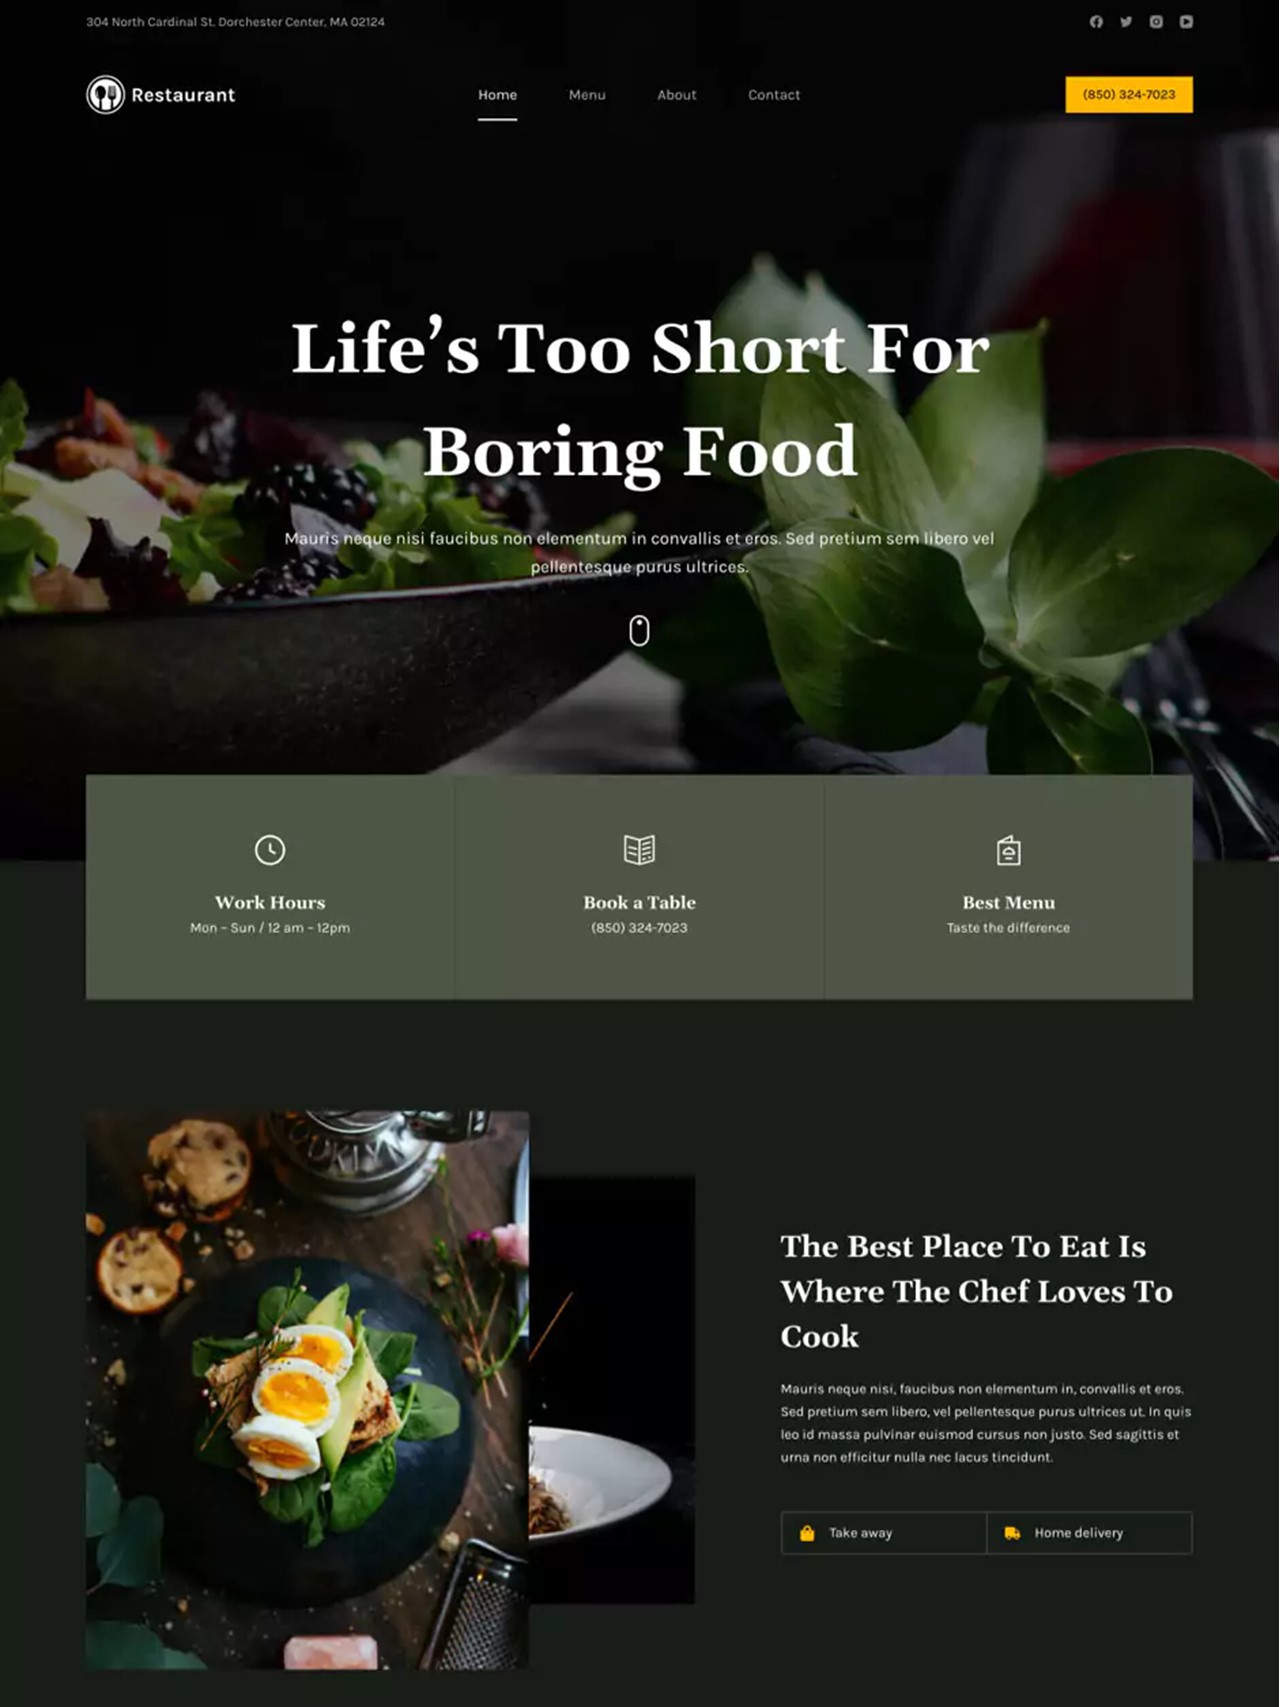 304 North Cardinal St. Dorchester Center, MA 02124
Restaurant
Home
Menu
About
Contact
(850) 324-7023
Life’s Too Short For
Boring Food
Mauris neque nisi faucibus non elementum in convallis et eros. Sed pretium sem libero vel
pellentesque purus ultrices.
Work Hours
Mon – Sun / 12 am – 12pm
Book a Table
(850) 324-7023
Best Menu
Taste the difference
The Best Place To Eat Is
Where The Chef Loves To
Cook
Mauris neque nisi, faucibus non elementum in, convallis et eros.
Sed pretium sem libero, vel pellentesque purus ultrices ut. In quis
leo id massa pulvinar euismod cursus non justo. Sed sagittis et
urna non efficitur nulla nec lacus tincidunt.
Take away
Home delivery